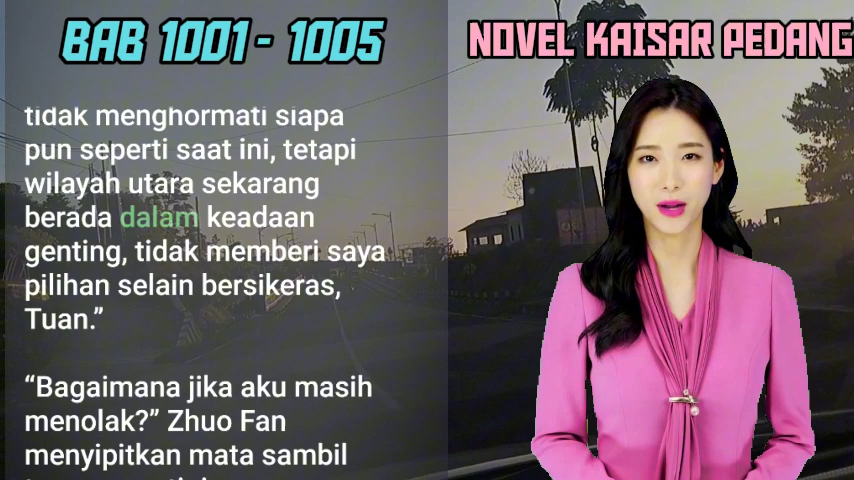 BAB 1001 - 1005
NOVEL KAISAR PEDANG
tidak menghormati siapa
pun seperti saat ini, tetapi
wilayah utara sekarang
berada dalam keadaan
genting, tidak memberi saya
pilihan selain bersikeras,
Tuan.”
“Bagaimana jika aku masih
menolak?” Zhuo Fan
menyipitkan mata sambil